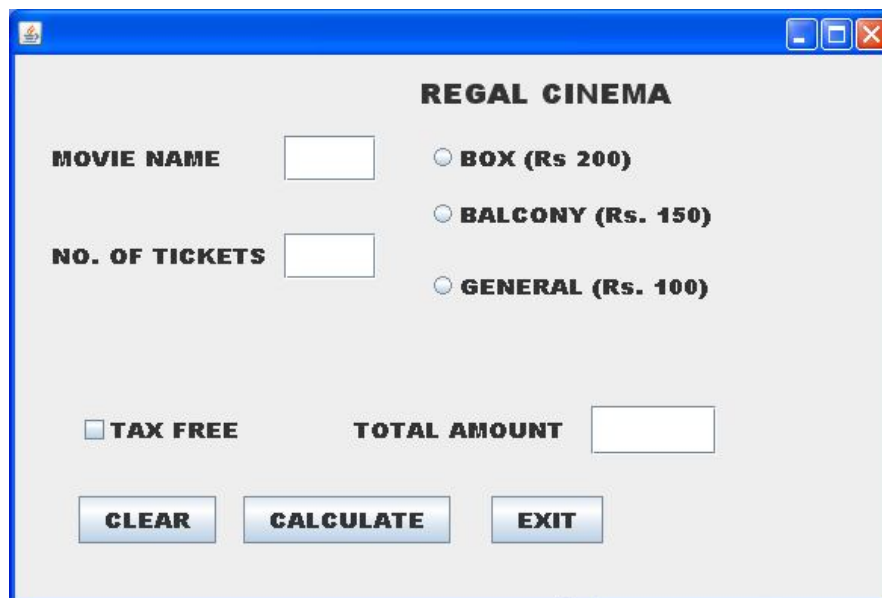 REGAL CINEMA
MOVIE NAME
BOX (Rs 200)
BALCONY (Rs. 150)
NO. OF TICKETS
GENERAL (Rs. 100)
TAX FREE
TOTAL AMOUNT
CLEAR
CALCULATE
EXIT